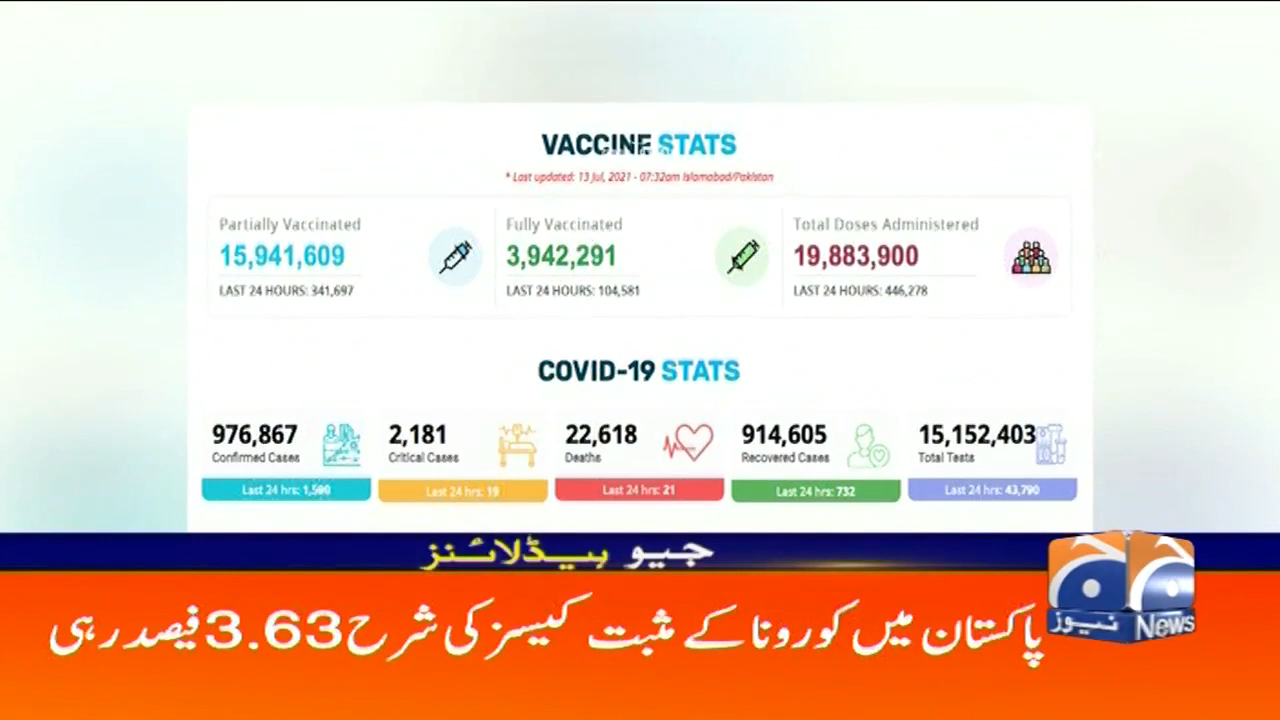 VACCINE STATS
* Last updated: 13 Jul, 2021 - 07:32am Islamabad/Pakistan
Partially Vaccinated
15,941,609
LAST 24 HOURS: 341,697
Fully Vaccinated
3,942,291
LAST 24 HOURS: 104,581
Total Doses Administered
19,883,900
LAST 24 HOURS: 446,278
COVID-19 STATS
976,867
Confirmed Cases
Last 24 hrs: 1,590
2,181
Critical Cases
Last 24 hrs: 19
22,618
Deaths
Last 24 hrs: 21
914,605
Recovered Cases
Last 24 hrs: 732
15,152,403
Total Tests
Last 24 hrs: 43,790
جیو ہیڈلائنز
پاکستان میں کورونا کے مثبت کیسز کی شرح 3.63 فیصد رہی
جیو
نیوز News